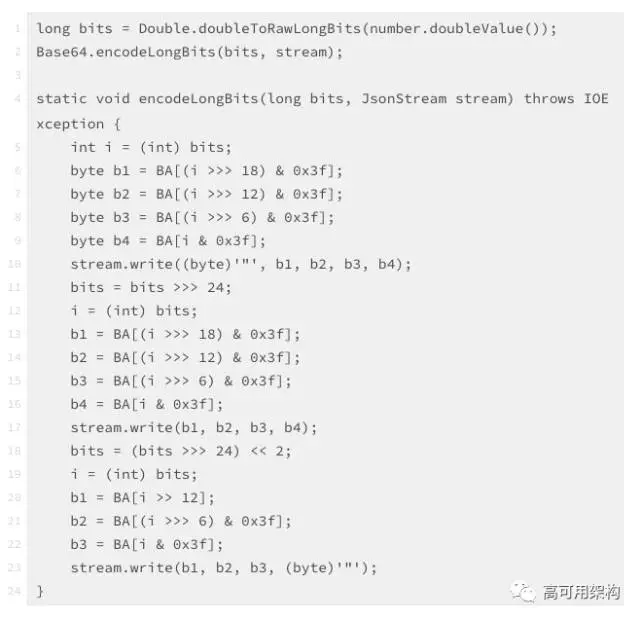 1 long bits = Double.doubleToRawLongBits(number.doubleValue());
2 Base64.encodeLongBits(bits, stream);
3
4 static void encodeLongBits(long bits, JsonStream stream) throws IOE
xception {
5 int i = (int) bits;
6 byte b1 = BA[(i >>> 18) & 0x3f];
7 byte b2 = BA[(i >>> 12) & 0x3f];
8 byte b3 = BA[(i >>> 6) & 0x3f];
9 byte b4 = BA[i & 0x3f];
10 stream.write((byte)'"', b1, b2, b3, b4);
11 bits = bits >>> 24;
12 i = (int) bits;
13 b1 = BA[(i >>> 18) & 0x3f];
14 b2 = BA[(i >>> 12) & 0x3f];
15 b3 = BA[(i >>> 6) & 0x3f];
16 b4 = BA[i & 0x3f];
17 stream.write(b1, b2, b3, b4);
18 bits = (bits >>> 24) << 2;
19 i = (int) bits;
20 b1 = BA[i >> 12];
21 b2 = BA[(i >>> 6) & 0x3f];
22 b3 = BA[i & 0x3f];
23 stream.write(b1, b2, b3, (byte)'"');
24 }
高可用架构